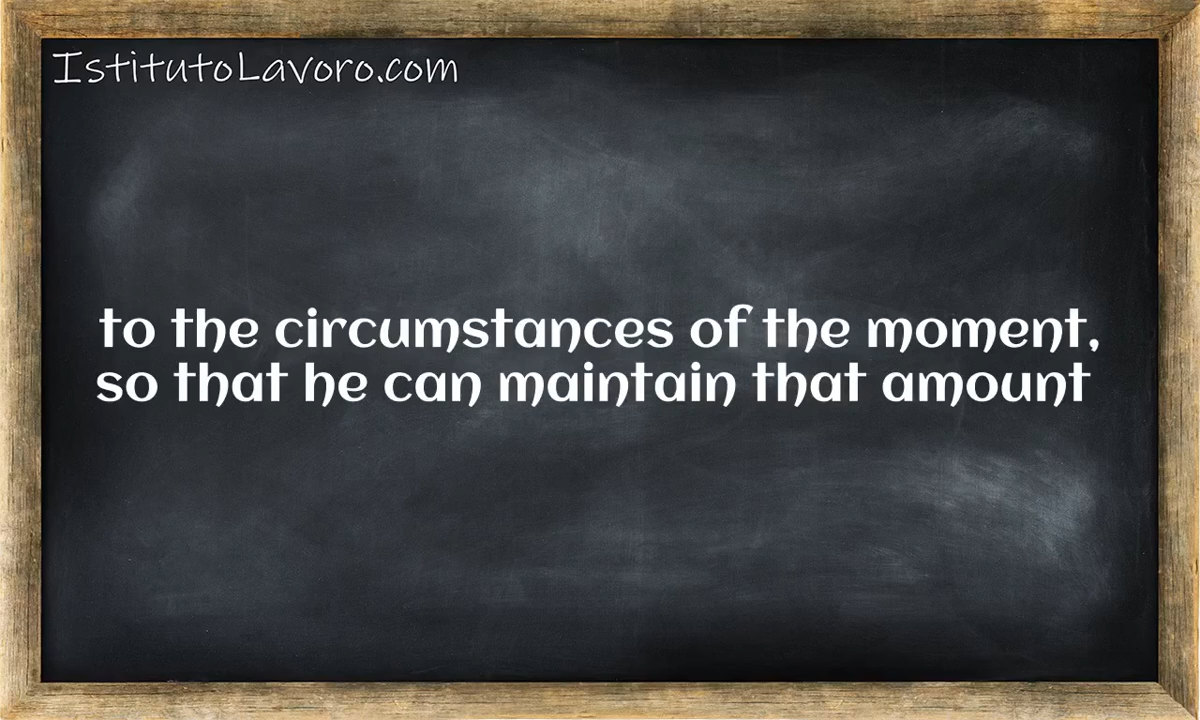 IstitutoLavoro.com
to the circumstances of the moment,
so that he can maintain that amount